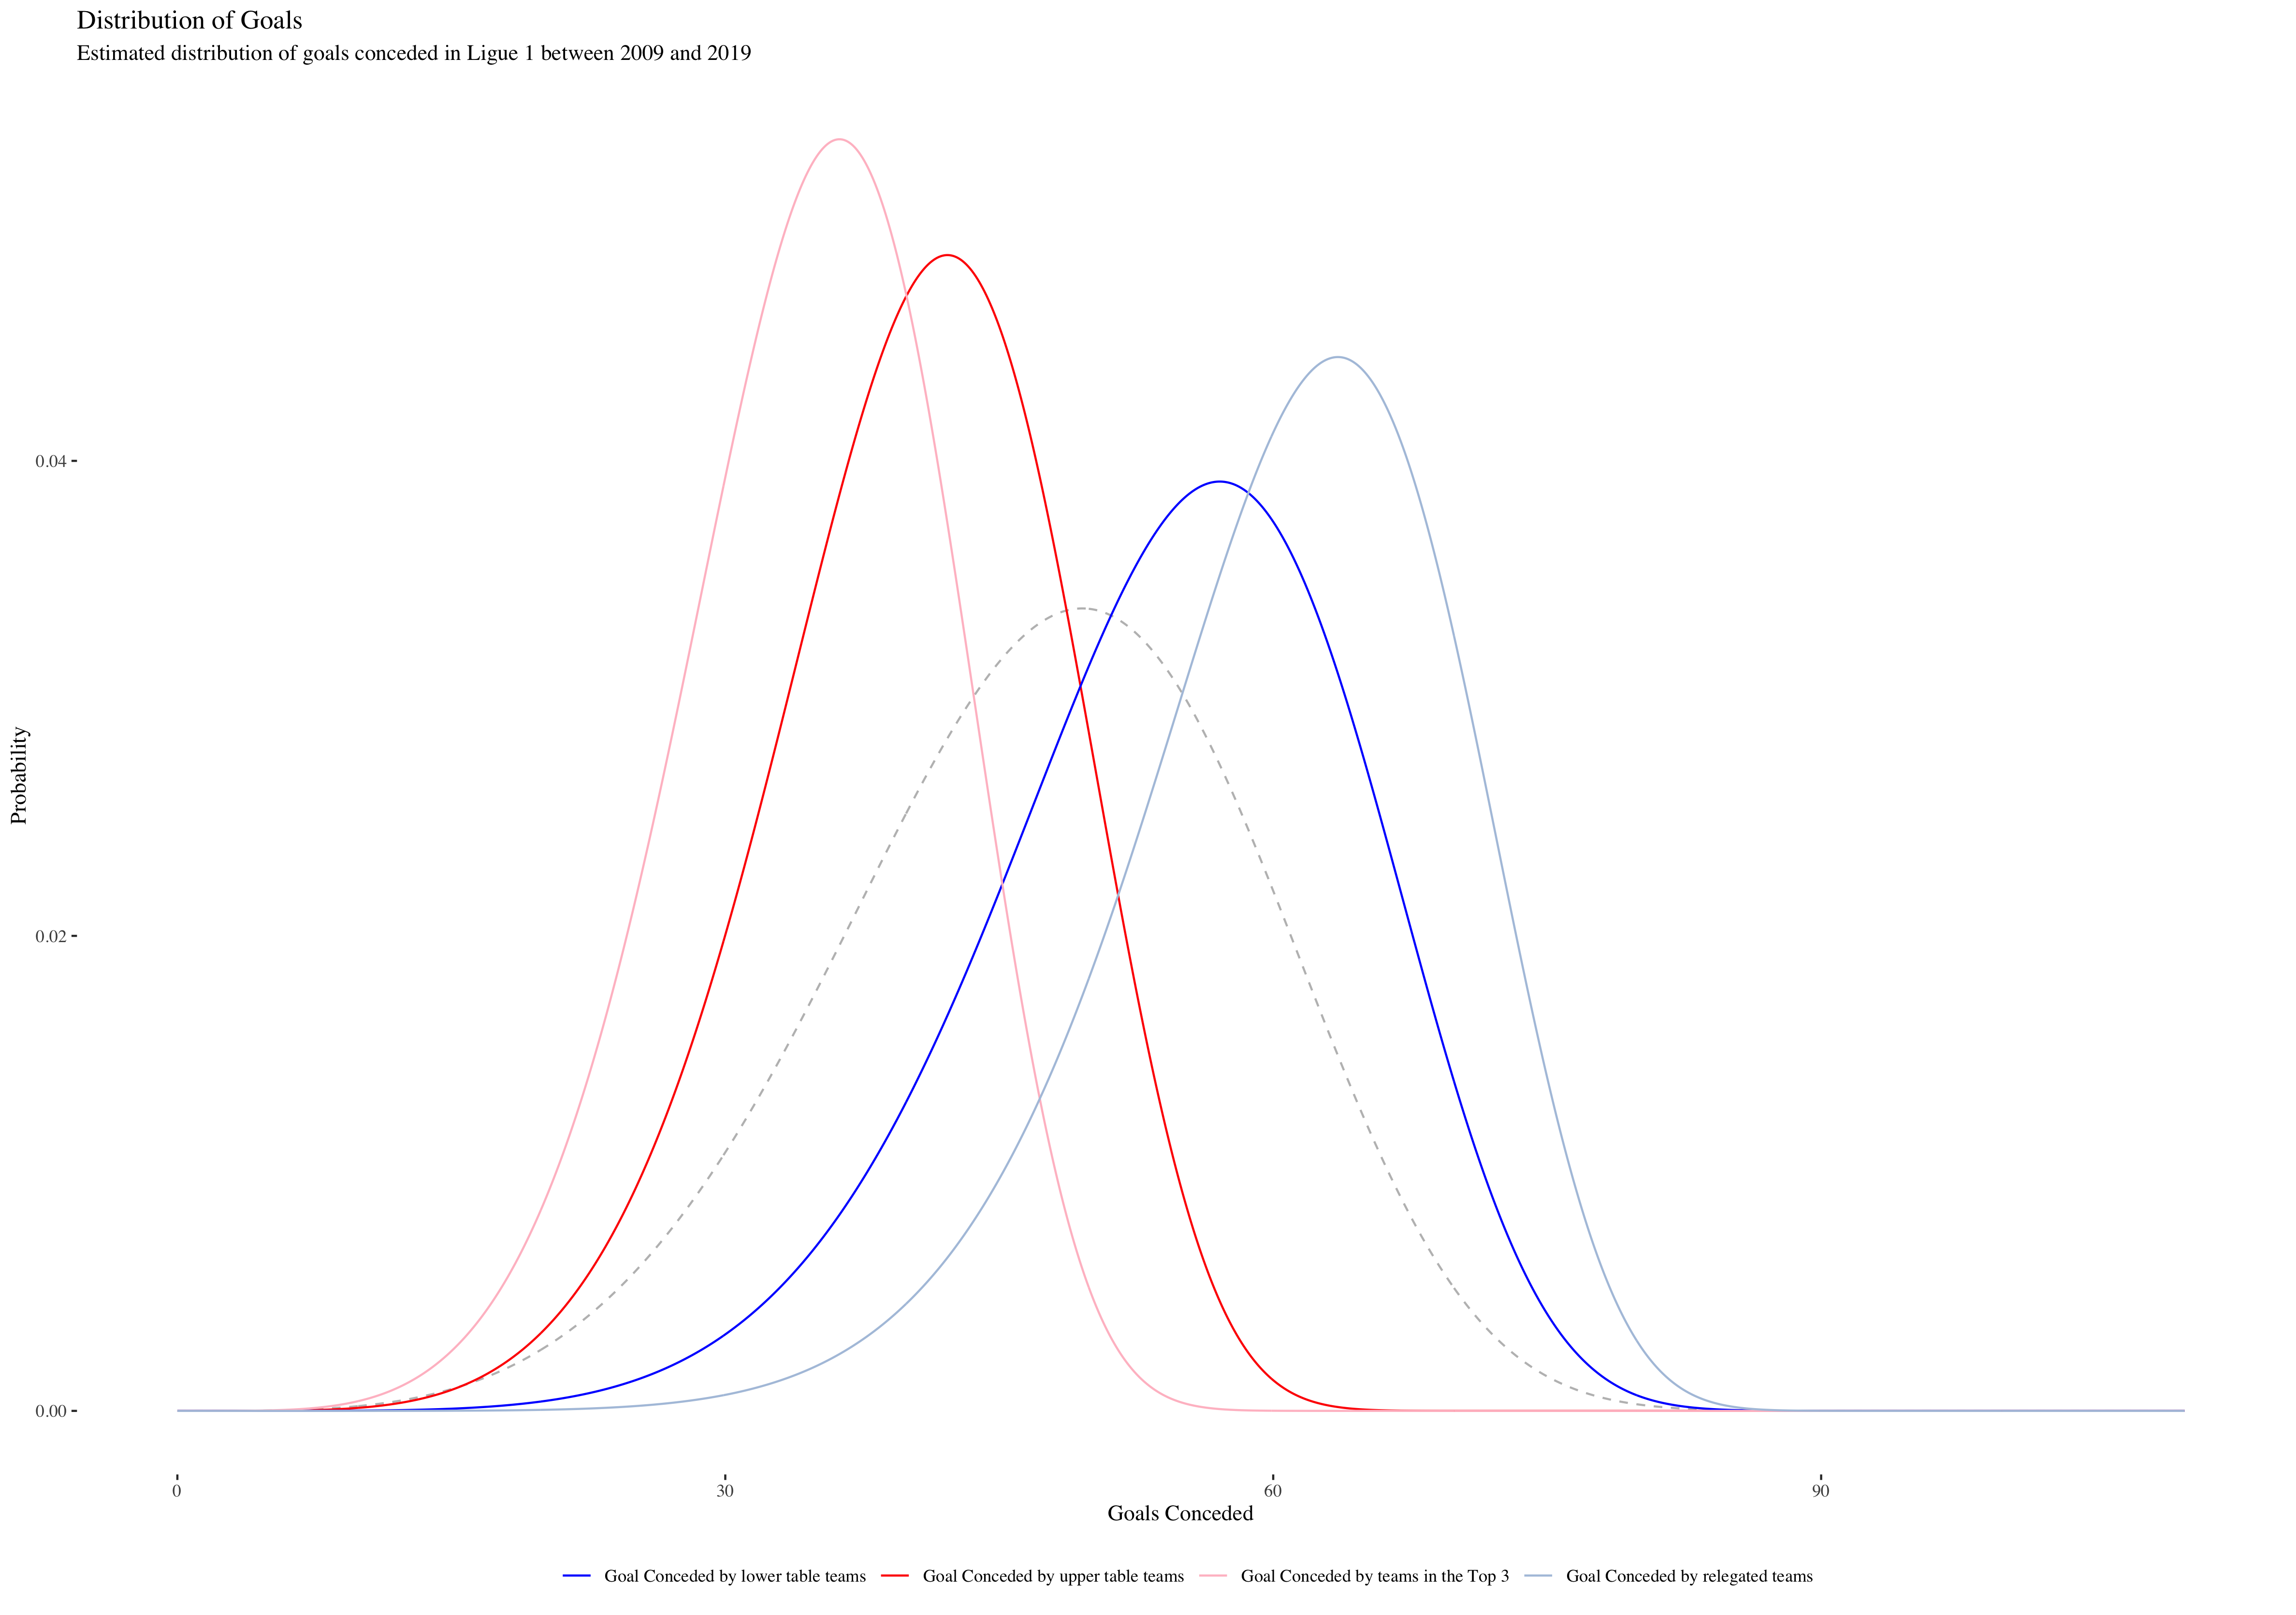 Distribution of Goals
Estimated distribution of goals conceded in Ligue 1 between 2009 and 2019
Probability
0.04
0.02
0.00
0 30 60 90
Goals Conceded
Goal Conceded by lower table teams Goal Conceded by upper table teams Goal Conceded by teams in the Top 3 Goal Conceded by relegated teams